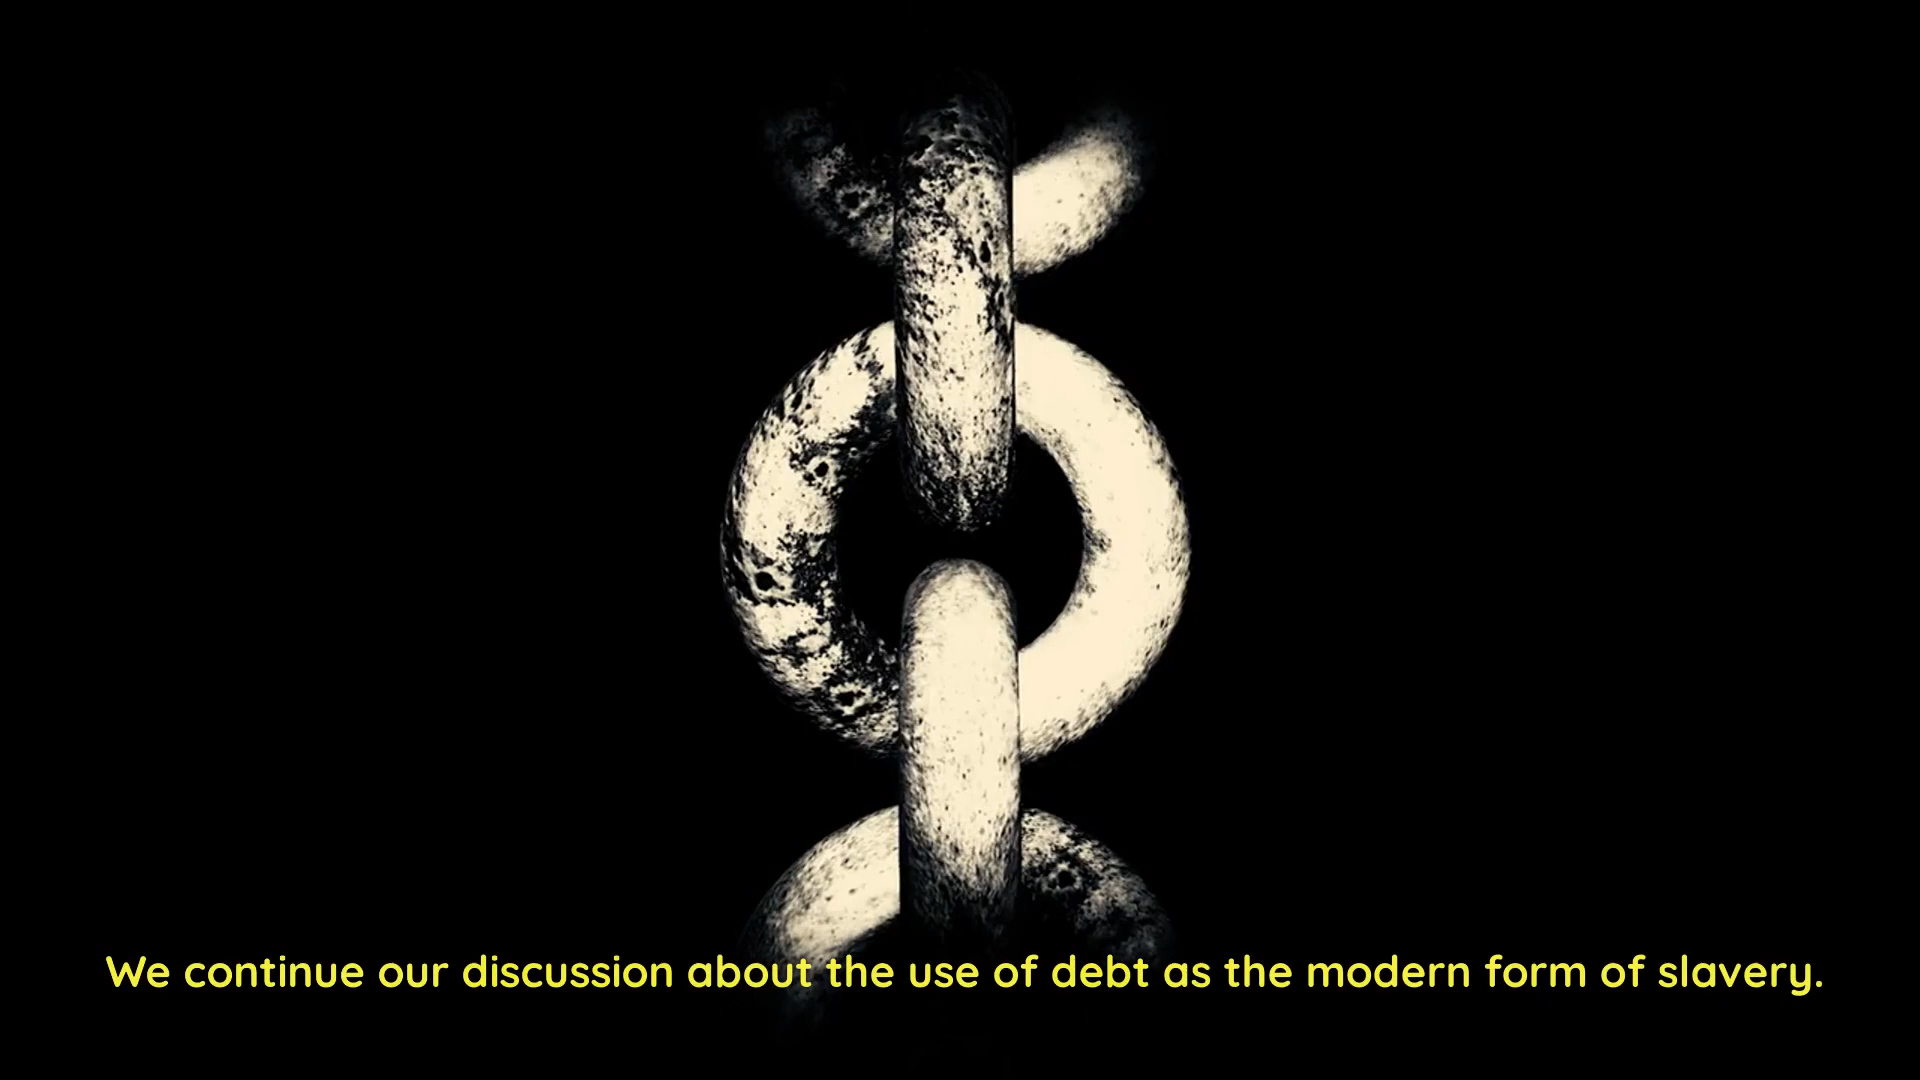 We continue our discussion about the use of debt as the modern form of slavery.